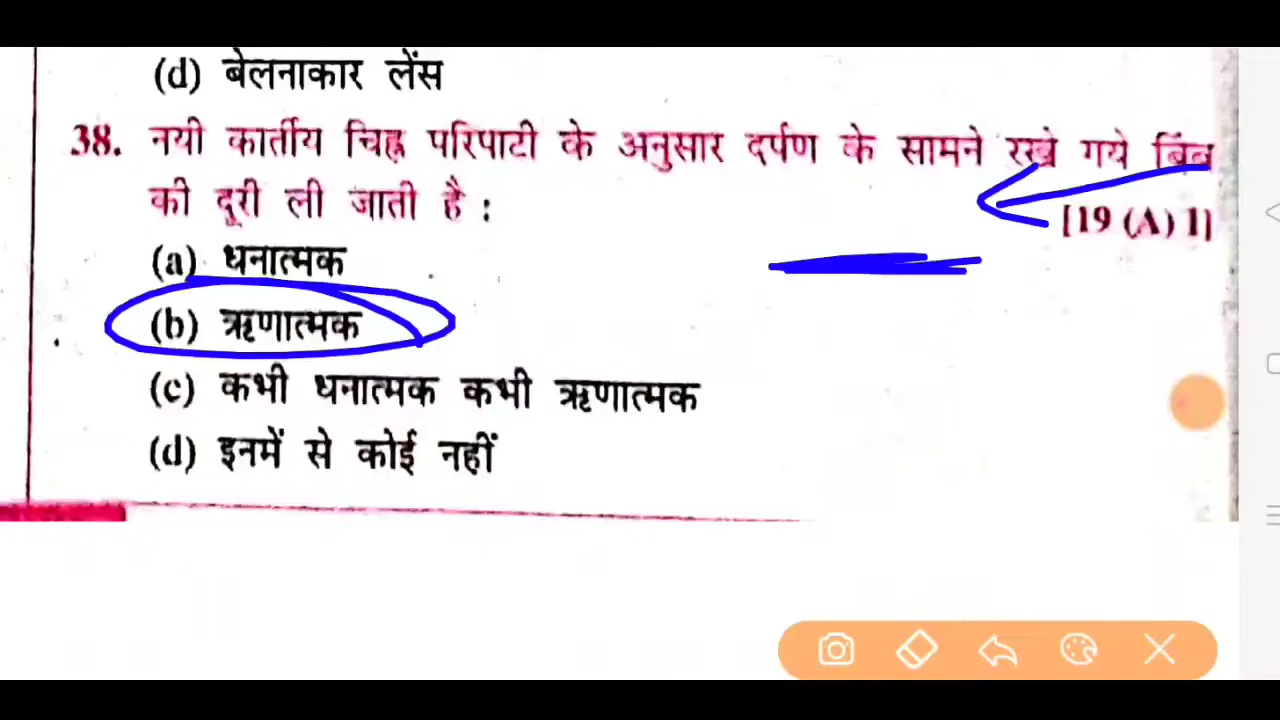 (d) बेलनाकार लेंस
38. नयी कार्तीय चिह्न परिपाटी के अनुसार दर्पण के सामने रखे गये बिंब
की दूरी ली जाती है :
[19 (A) I]
(a) धनात्मक
(b) ऋणात्मक
(c) कभी धनात्मक कभी ऋणात्मक
(d) इनमें से कोई नहीं